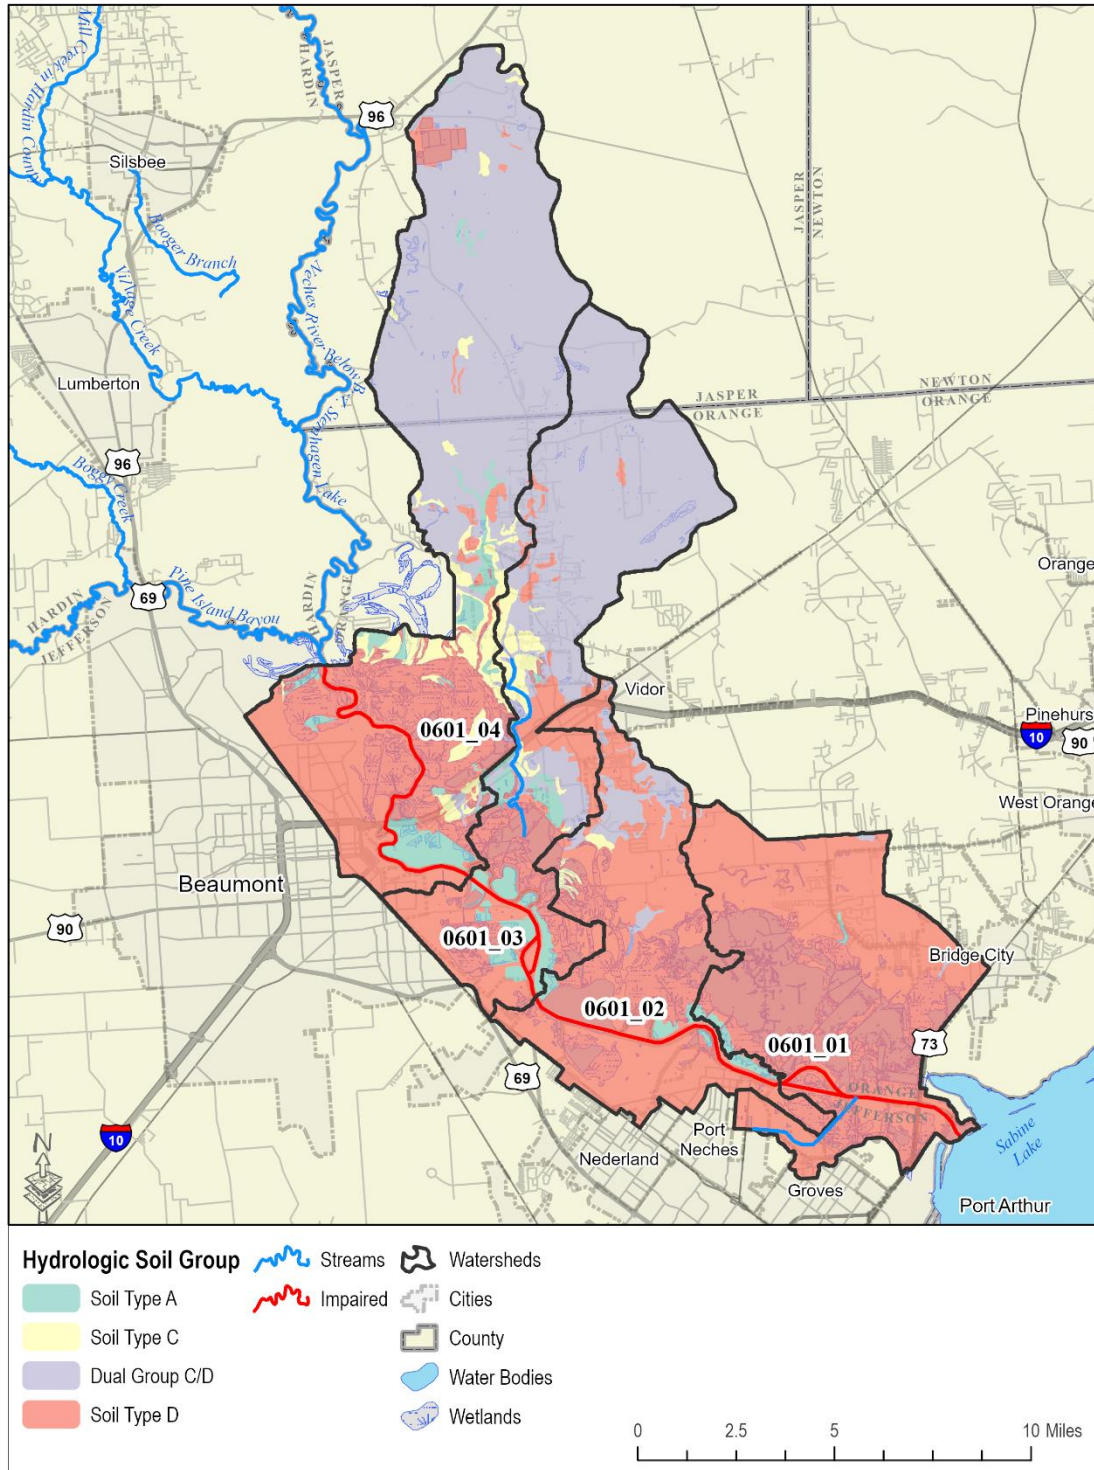 Mill Creek in Hardin County
JASPER
HARDIN
96
Silsbee
Booger Branch
JASPER
NEWTON
Village Creek
Neches River Below B. A. Steinhagen Lake
Lumberton
NEWTON
JASPER
ORANGE
ORANGE
96
Boggy Creek
Orange
69
Pine Island Bayou
HARDIN
JEFFERSON
HARDIN
ORANGE
Vidor
0601_04
Pinehurs
10
90
West Orange
Beaumont
90
0601_03
Bridge City
0601_02
0601_01
73
69
ORANGE
JEFFERSON
10
Port
Neches
Nederland
Sabine
Lake
Groves
Port Arthur
N
Hydrologic Soil Group
Soil Type A
Soil Type C
Dual Group C/D
Soil Type D
Streams
Impaired
Watersheds
Cities
County
Water Bodies
Wetlands
0 2.5 5 10 Miles